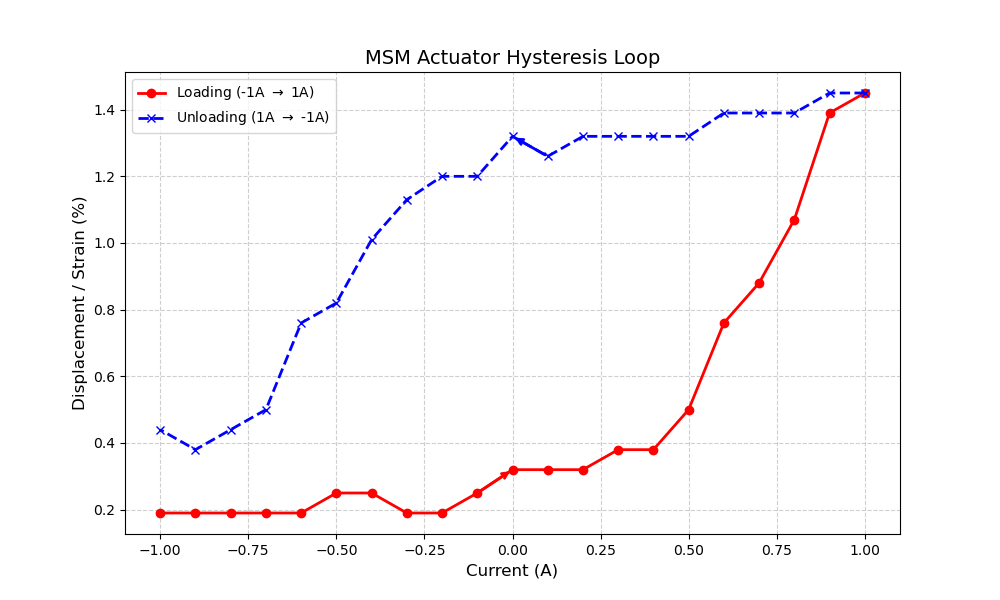 MSM Actuator Hysteresis Loop
Loading (-1A → 1A)
Unloading (1A → -1A)
Displacement / Strain (%)
1.4
1.2
1.0
0.8
0.6
0.4
0.2
−1.00 −0.75 −0.50 −0.25 0.00 0.25 0.50 0.75 1.00
Current (A)